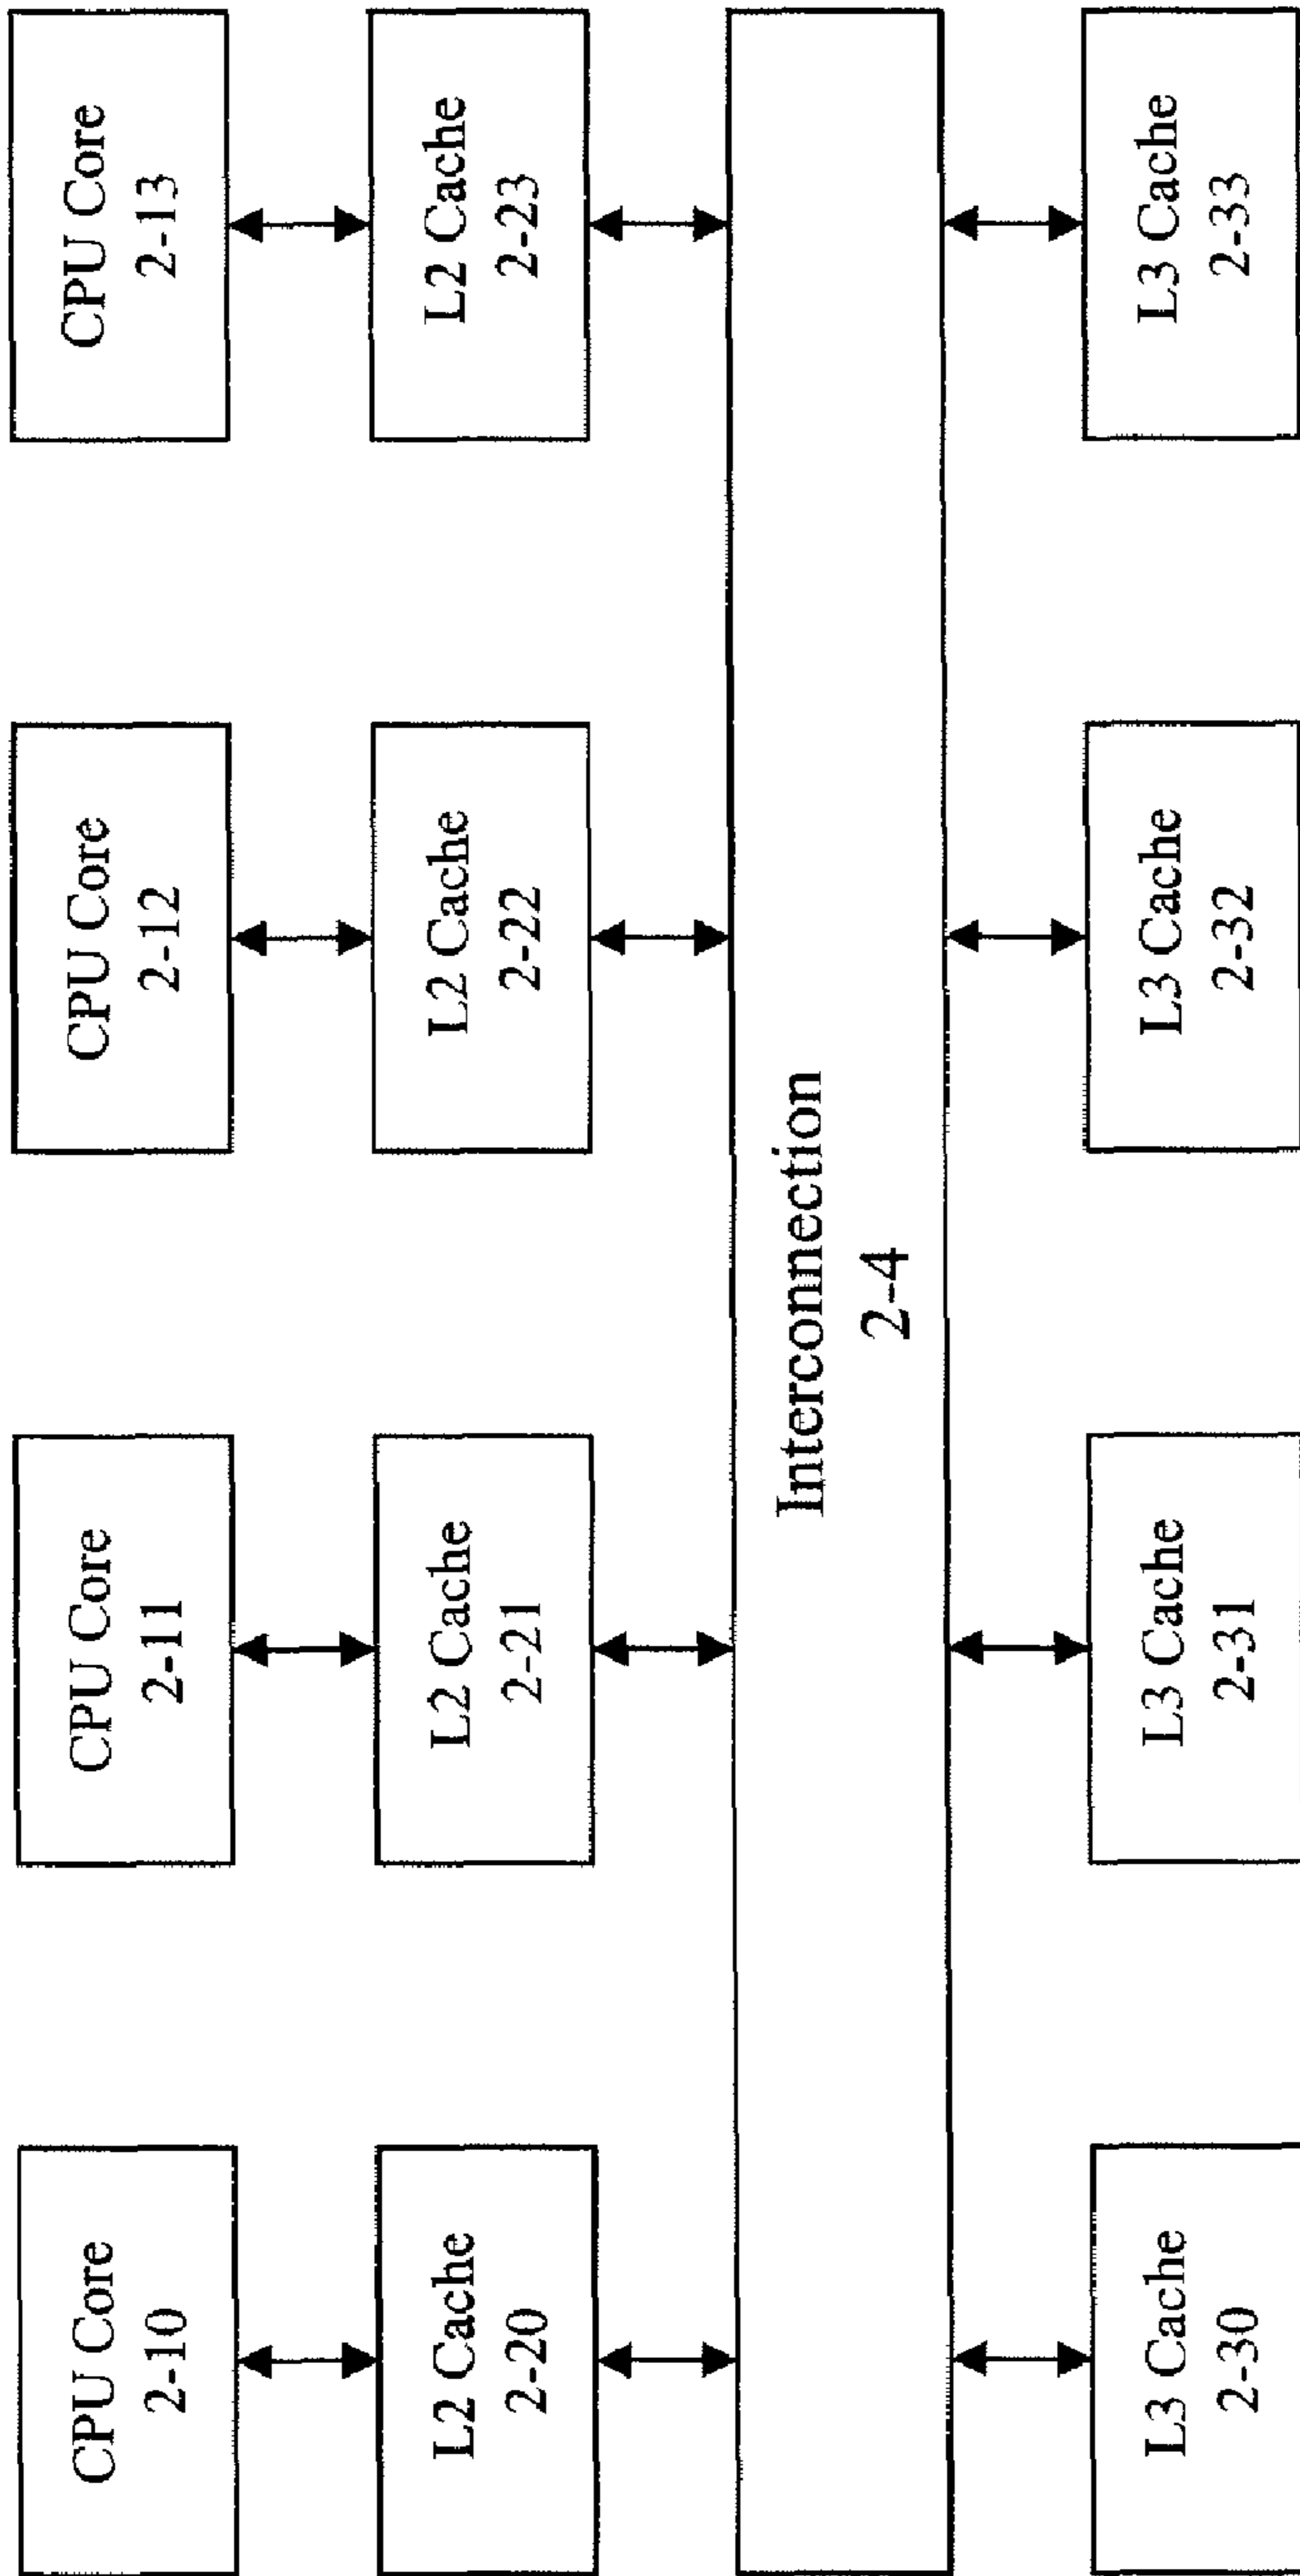 CPU Core
2-10
CPU Core
2-11
CPU Core
2-12
CPU Core
2-13
L2 Cache
2-20
L2 Cache
2-21
L2 Cache
2-22
L2 Cache
2-23
Interconnection
2-4
L3 Cache
2-30
L3 Cache
2-31
L3 Cache
2-32
L3 Cache
2-33